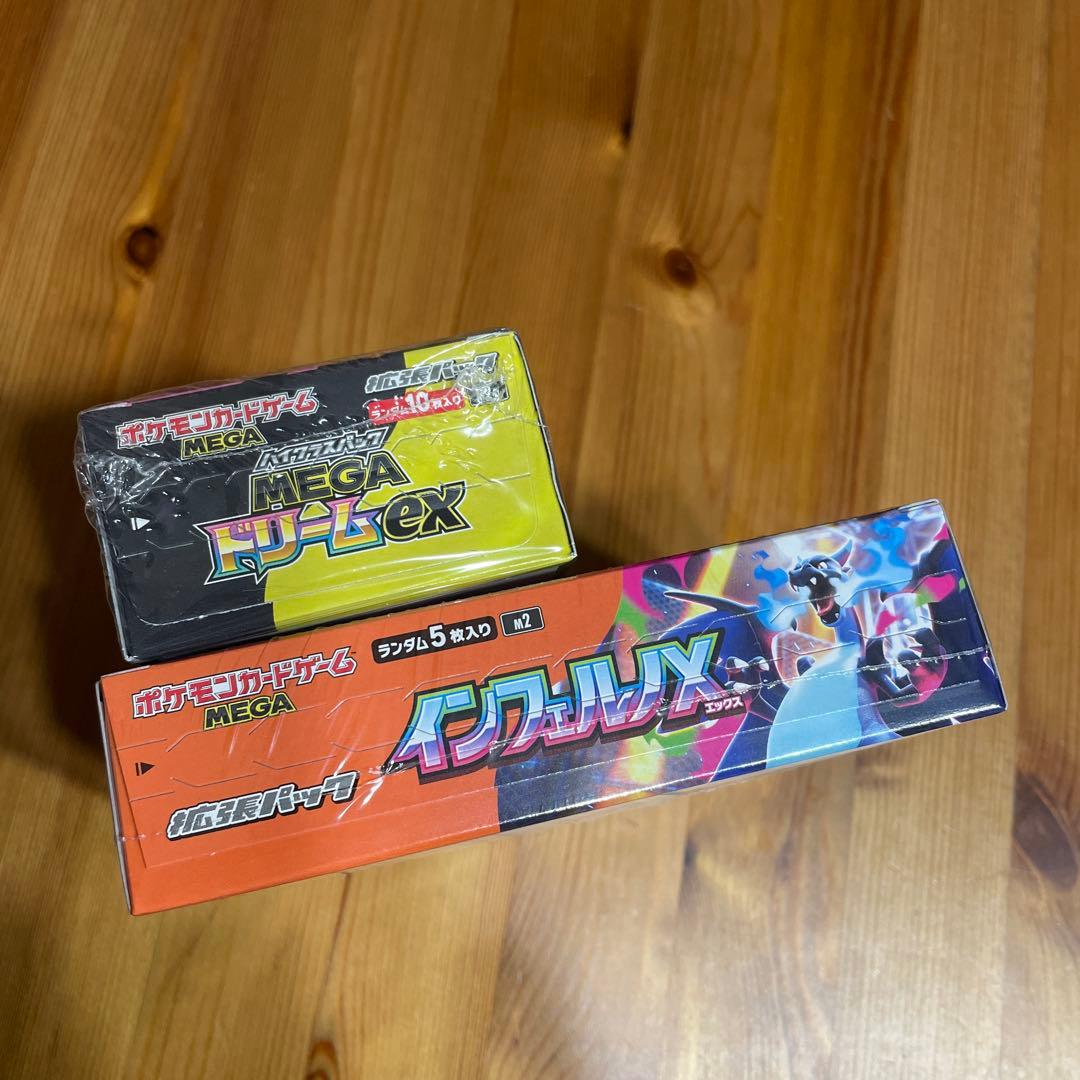 ポケモンカードゲーム
MEGA
拡張パック
ランダム10枚入り
ハイクラスパック
MEGA
ドリームex
ポケモンカードゲーム
MEGA
ランダム5枚入り
M2
インフェルノX
エックス
拡張パック